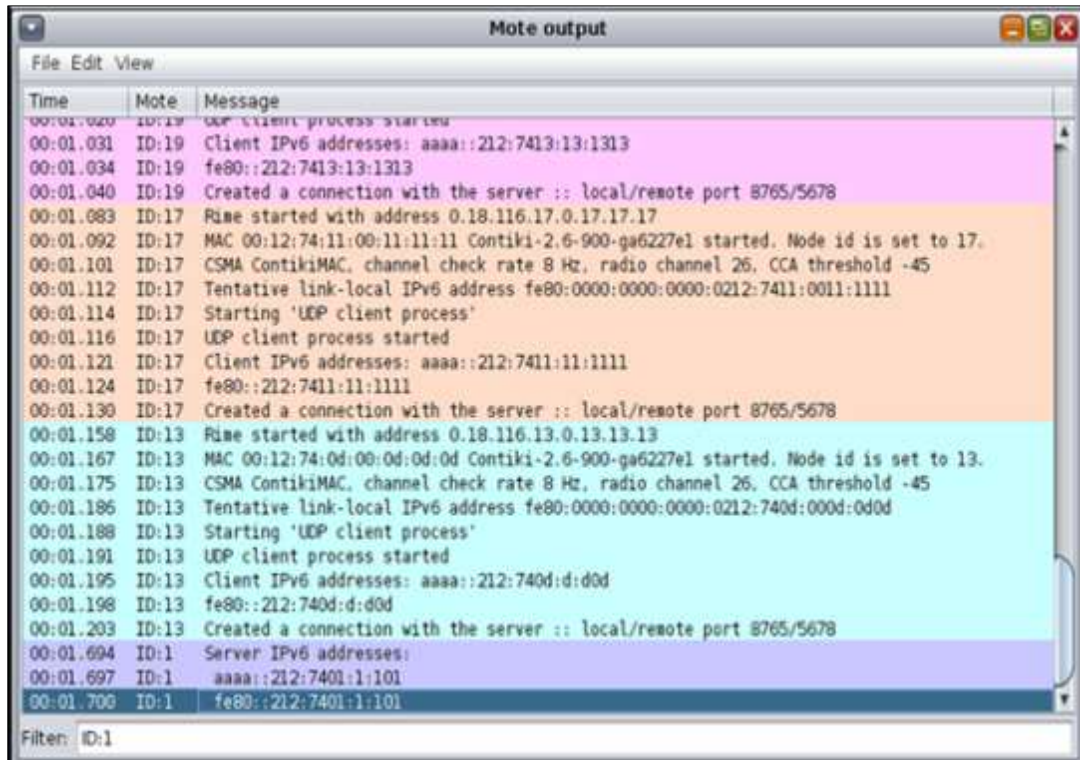 Mote output
File Edit View
Time Mote Message
00:01.020 ID:19 UDP client process started
00:01.031 ID:19 Client IPv6 addresses: aaaa::212:7413:13:1313
00:01.034 ID:19 fe80::212:7413:13:1313
00:01.040 ID:19 Created a connection with the server :: local/remote port 8765/5678
00:01.083 ID:17 Rime started with address 0.18.116.17.0.17.17.17
00:01.092 ID:17 MAC 00:12:74:11:00:11:11:11 Contiki-2.6-900-ga6227e1 started. Node id is set to 17.
00:01.101 ID:17 CSMA ContikiMAC, channel check rate 8 Hz, radio channel 26, CCA threshold -45
00:01.112 ID:17 Tentative link-local IPv6 address fe80:0000:0000:0000:0212:7411:0011:1111
00:01.114 ID:17 Starting 'UDP client process'
00:01.116 ID:17 UDP client process started
00:01.121 ID:17 Client IPv6 addresses: aaaa::212:7411:11:1111
00:01.124 ID:17 fe80::212:7411:11:1111
00:01.130 ID:17 Created a connection with the server :: local/remote port 8765/5678
00:01.158 ID:13 Rime started with address 0.18.116.13.0.13.13.13
00:01.167 ID:13 MAC 00:12:74:0d:00:0d:0d:0d Contiki-2.6-900-ga6227e1 started. Node id is set to 13.
00:01.175 ID:13 CSMA ContikiMAC, channel check rate 8 Hz, radio channel 26, CCA threshold -45
00:01.186 ID:13 Tentative link-local IPv6 address fe80:0000:0000:0000:0212:740d:000d:0d0d
00:01.188 ID:13 Starting 'UDP client process'
00:01.191 ID:13 UDP client process started
00:01.195 ID:13 Client IPv6 addresses: aaaa::212:740d:d:d0d
00:01.198 ID:13 fe80::212:740d:d:d0d
00:01.203 ID:13 Created a connection with the server :: local/remote port 8765/5678
00:01.694 ID:1 Server IPv6 addresses:
00:01.697 ID:1 aaaa::212:7401:1:101
00:01.700 ID:1 fe80::212:7401:1:101
Filter: ID:1